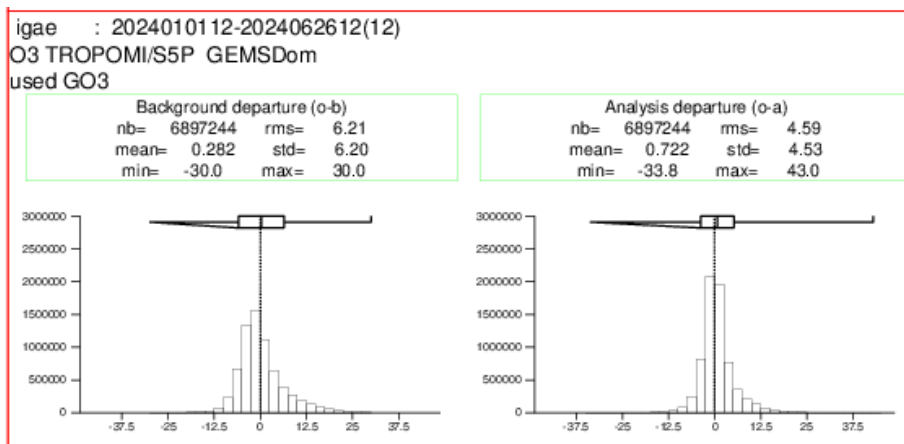 igae : 2024010112-2024062612(12)
O3 TROPOMI/S5P GEMSDom
used GO3
Background departure (o-b)
nb= 6897244 rms= 6.21
mean= 0.282 std= 6.20
min= -30.0 max= 30.0
Analysis departure (o-a)
nb= 6897244 rms= 4.59
mean= 0.722 std= 4.53
min= -33.8 max= 43.0
3000000
2500000
2000000
1500000
1000000
500000
0
-37.5 -25 -12.5 0 12.5 25 37.5
3000000
2500000
2000000
1500000
1000000
500000
0
-37.5 -25 -12.5 0 12.5 25 37.5